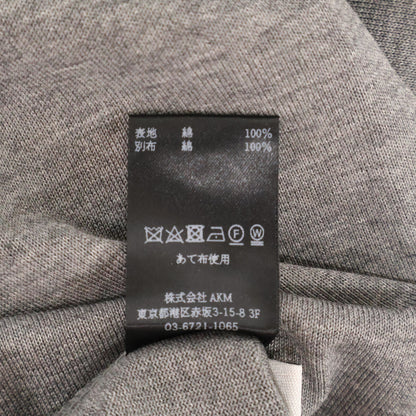 表地 綿 100%
別布 綿 100%
F W
あて布使用
株式会社 AKM
東京都港区赤坂3-15-8 3F
03-6721-1065